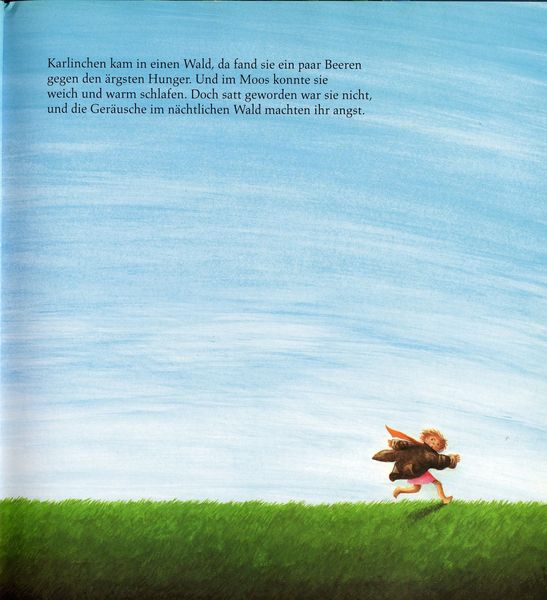 Karlinchen kam in einen Wald, da fand sie ein paar Beeren
gegen den ärgsten Hunger. Und im Moos konnte sie
weich und warm schlafen. Doch satt geworden war sie nicht,
und die Geräusche im nächtlichen Wald machten ihr angst.